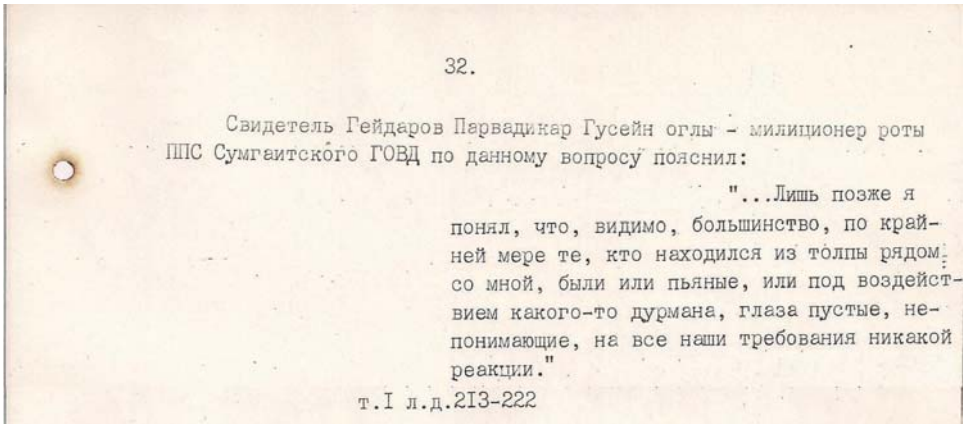 32.
Свидетель Гейдаров Парвадикар Гусейн оглы - милиционер роты
ППС Сумгаитского ГОВД по данному вопросу пояснил:
"...Лишь позже я
понял, что, видимо, большинство, по край-
ней мере те, кто находился из толпы рядом
со мной, были или пьяные, или под воздейст-
вием какого-то дурмана, глаза пустые, не-
понимающие, на все наши требования никакой
реакции."
т.I л.д.2I3-222